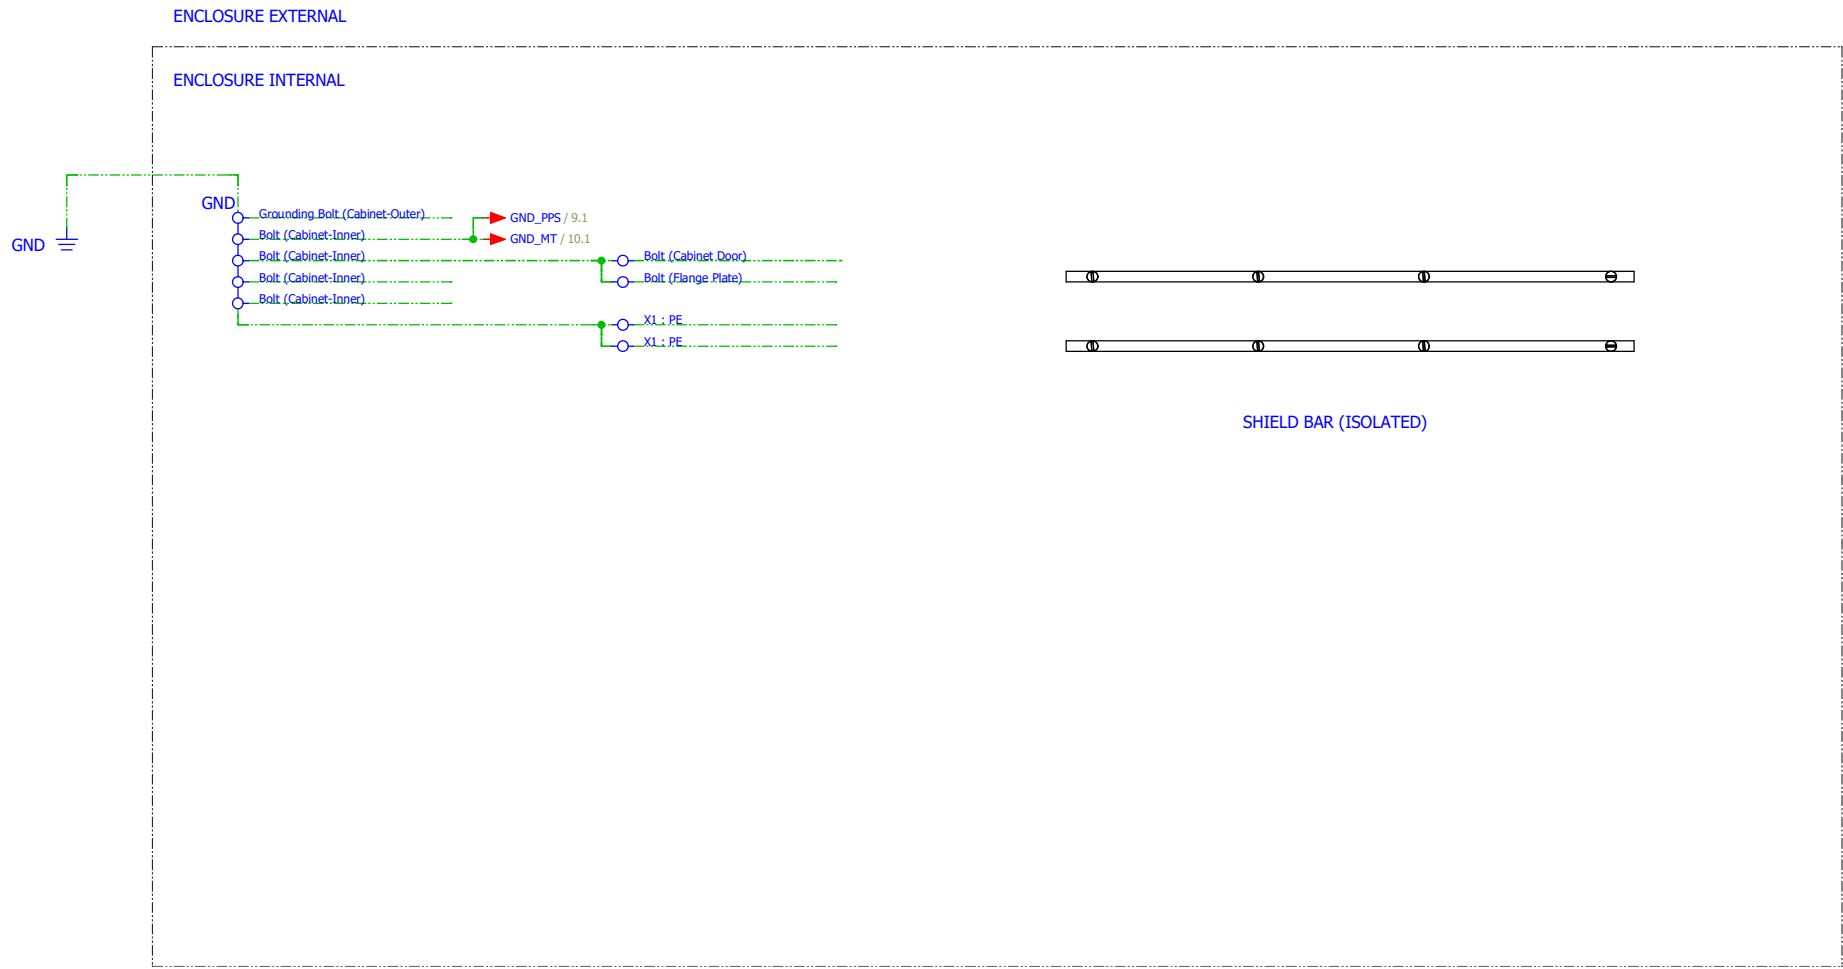 ENCLOSURE EXTERNAL
ENCLOSURE INTERNAL
GND
Grounding Bolt (Cabinet-Outer)
GND_PPS / 9.1
Bolt (Cabinet-Inner)
GND_MT / 10.1
GND
Bolt (Cabinet-Inner)
Bolt (Cabinet Door)
Bolt (Cabinet-Inner)
Bolt (Flange Plate)
Bolt (Cabinet-Inner)
X1 : PE
X1 : PE
SHIELD BAR (ISOLATED)